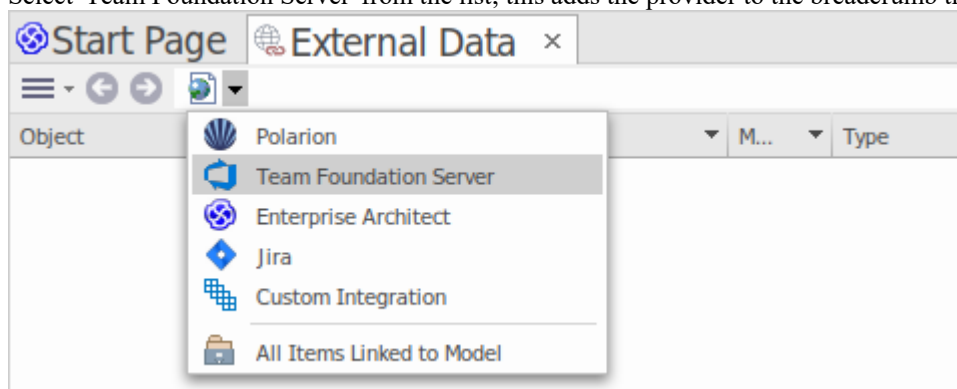 Select 'Team Foundation Server' from the list; this adds the provider to the breadcrumb
Start Page External Data ×
Object M... Type
Polarion
Team Foundation Server
Enterprise Architect
Jira
Custom Integration
All Items Linked to Model